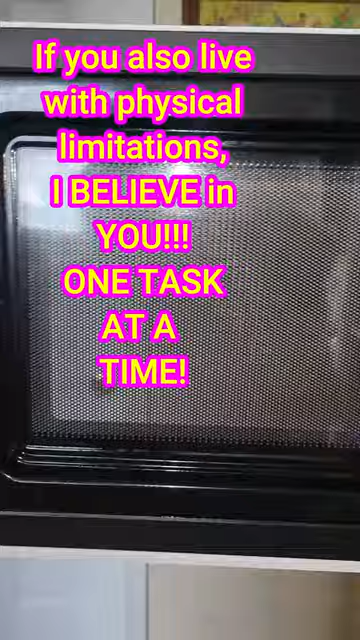 If you also live
with physical
limitations,
I BELIEVE in
YOU!!!
ONE TASK
AT A
TIME!